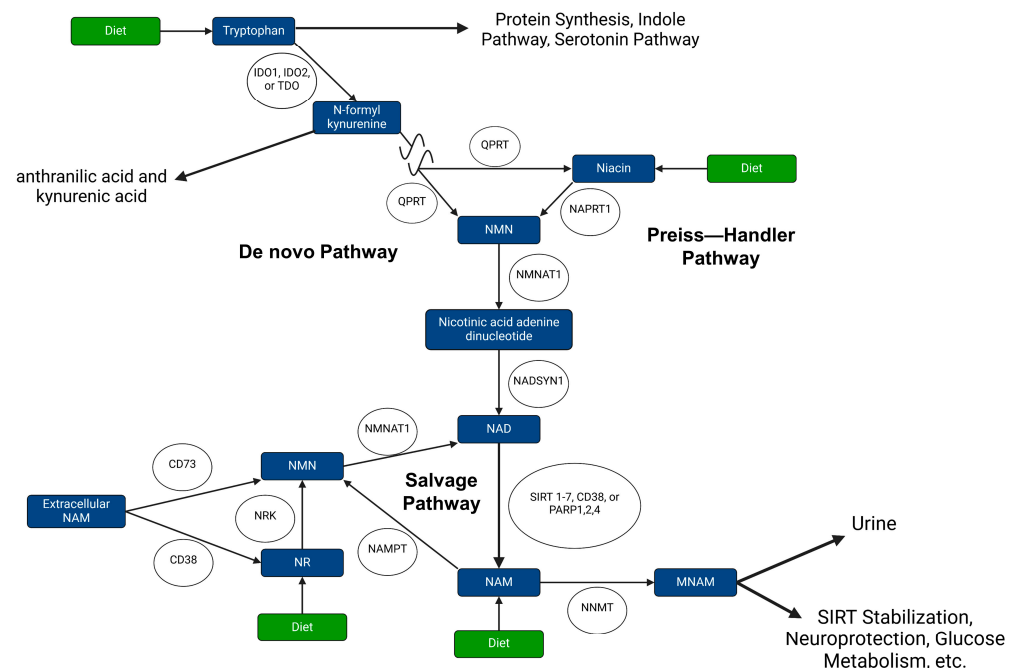 Diet
Tryptophan
Protein Synthesis, Indole
Pathway, Serotonin Pathway
IDO1, IDO2,
or TDO
N-formyl
kynurenine
anthranilic acid and
kynurenic acid
QPRT
Niacin
Diet
QPRT
NAPRT1
NMN
De novo Pathway
Preiss—Handler
Pathway
NMNAT1
Nicotinic acid adenine
dinucleotide
NADSYN1
NAD
NMNAT1
CD73
NMN
Salvage
Pathway
SIRT 1-7, CD38, or
PARP1,2,4
Extracellular
NAM
NRK
Urine
CD38
NR
NAMPT
NAM
MNAM
NNMT
Diet
Diet
SIRT Stabilization,
Neuroprotection, Glucose
Metabolism, etc.